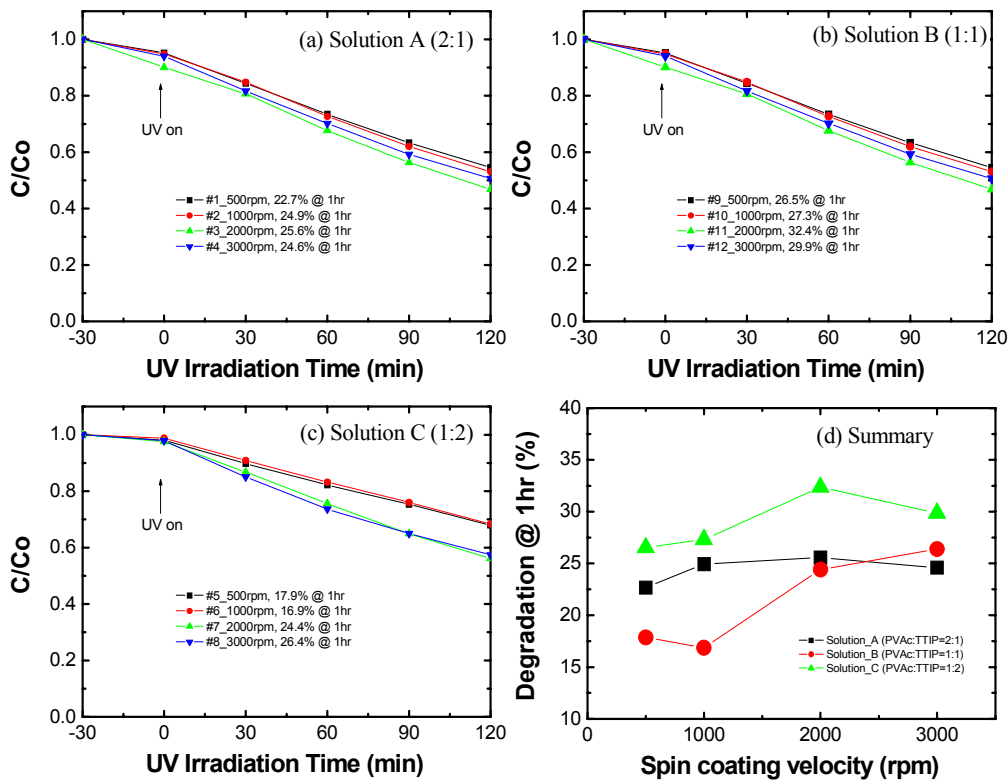 (a) Solution A (2:1)
C/Co
1.0
0.8
0.6
0.4
0.2
0.0
UV on
#1_500rpm, 22.7% @ 1hr
#2_1000rpm, 24.9% @ 1hr
#3_2000rpm, 25.6% @ 1hr
#4_3000rpm, 24.6% @ 1hr
-30 0 30 60 90 120
UV Irradiation Time (min)
(b) Solution B (1:1)
C/Co
1.0
0.8
0.6
0.4
0.2
0.0
UV on
#9_500rpm, 26.5% @ 1hr
#10_1000rpm, 27.3% @ 1hr
#11_2000rpm, 32.4% @ 1hr
#12_3000rpm, 29.9% @ 1hr
-30 0 30 60 90 120
UV Irradiation Time (min)
(c) Solution C (1:2)
C/Co
1.0
0.8
0.6
0.4
0.2
0.0
UV on
#5_500rpm, 17.9% @ 1hr
#6_1000rpm, 16.9% @ 1hr
#7_2000rpm, 24.4% @ 1hr
#8_3000rpm, 26.4% @ 1hr
-30 0 30 60 90 120
UV Irradiation Time (min)
(d) Summary
Degradation @ 1hr (%)
40
35
30
25
20
15
10
Solution_A (PVAc:TTIP=2:1)
Solution_B (PVAc:TTIP=1:1)
Solution_C (PVAc:TTIP=1:2)
0 1000 2000 3000
Spin coating velocity (rpm)